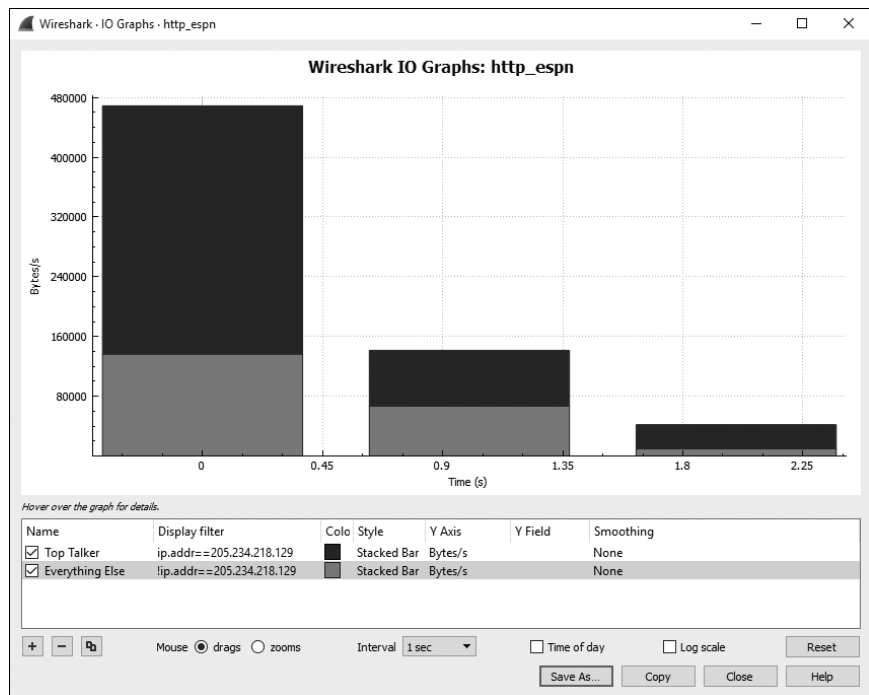 Wireshark · IO Graphs · http_espn
Wireshark IO Graphs: http_espn
480000
400000
320000
240000
160000
80000
Bytes/s
0 0.45 0.9 1.35 1.8 2.25
Time (s)
Hover over the graph for details.
Name Display filter Colo Style Y Axis Y Field Smoothing
Top Talker ip.addr==205.234.218.129 Stacked Bar Bytes/s None
Everything Else !ip.addr==205.234.218.129 Stacked Bar Bytes/s None
+ − Mouse drags zooms Interval 1 sec Time of day Log scale Reset
Save As... Copy Close Help